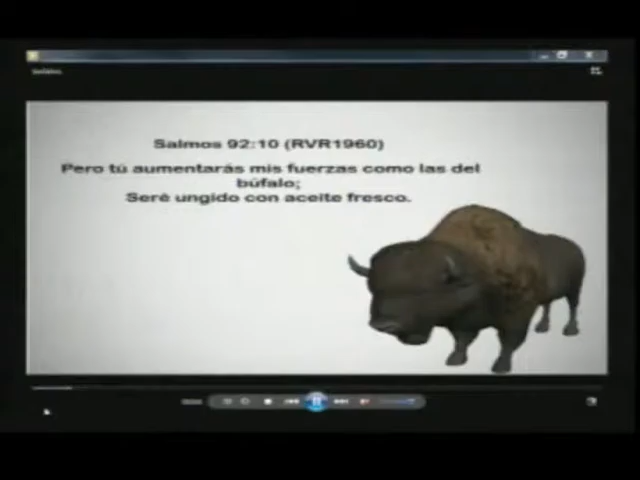 Salmos 92:10 (RVR1960)
Pero tú aumentarás mis fuerzas como las del
búfalo;
Seré ungido con aceite fresco.